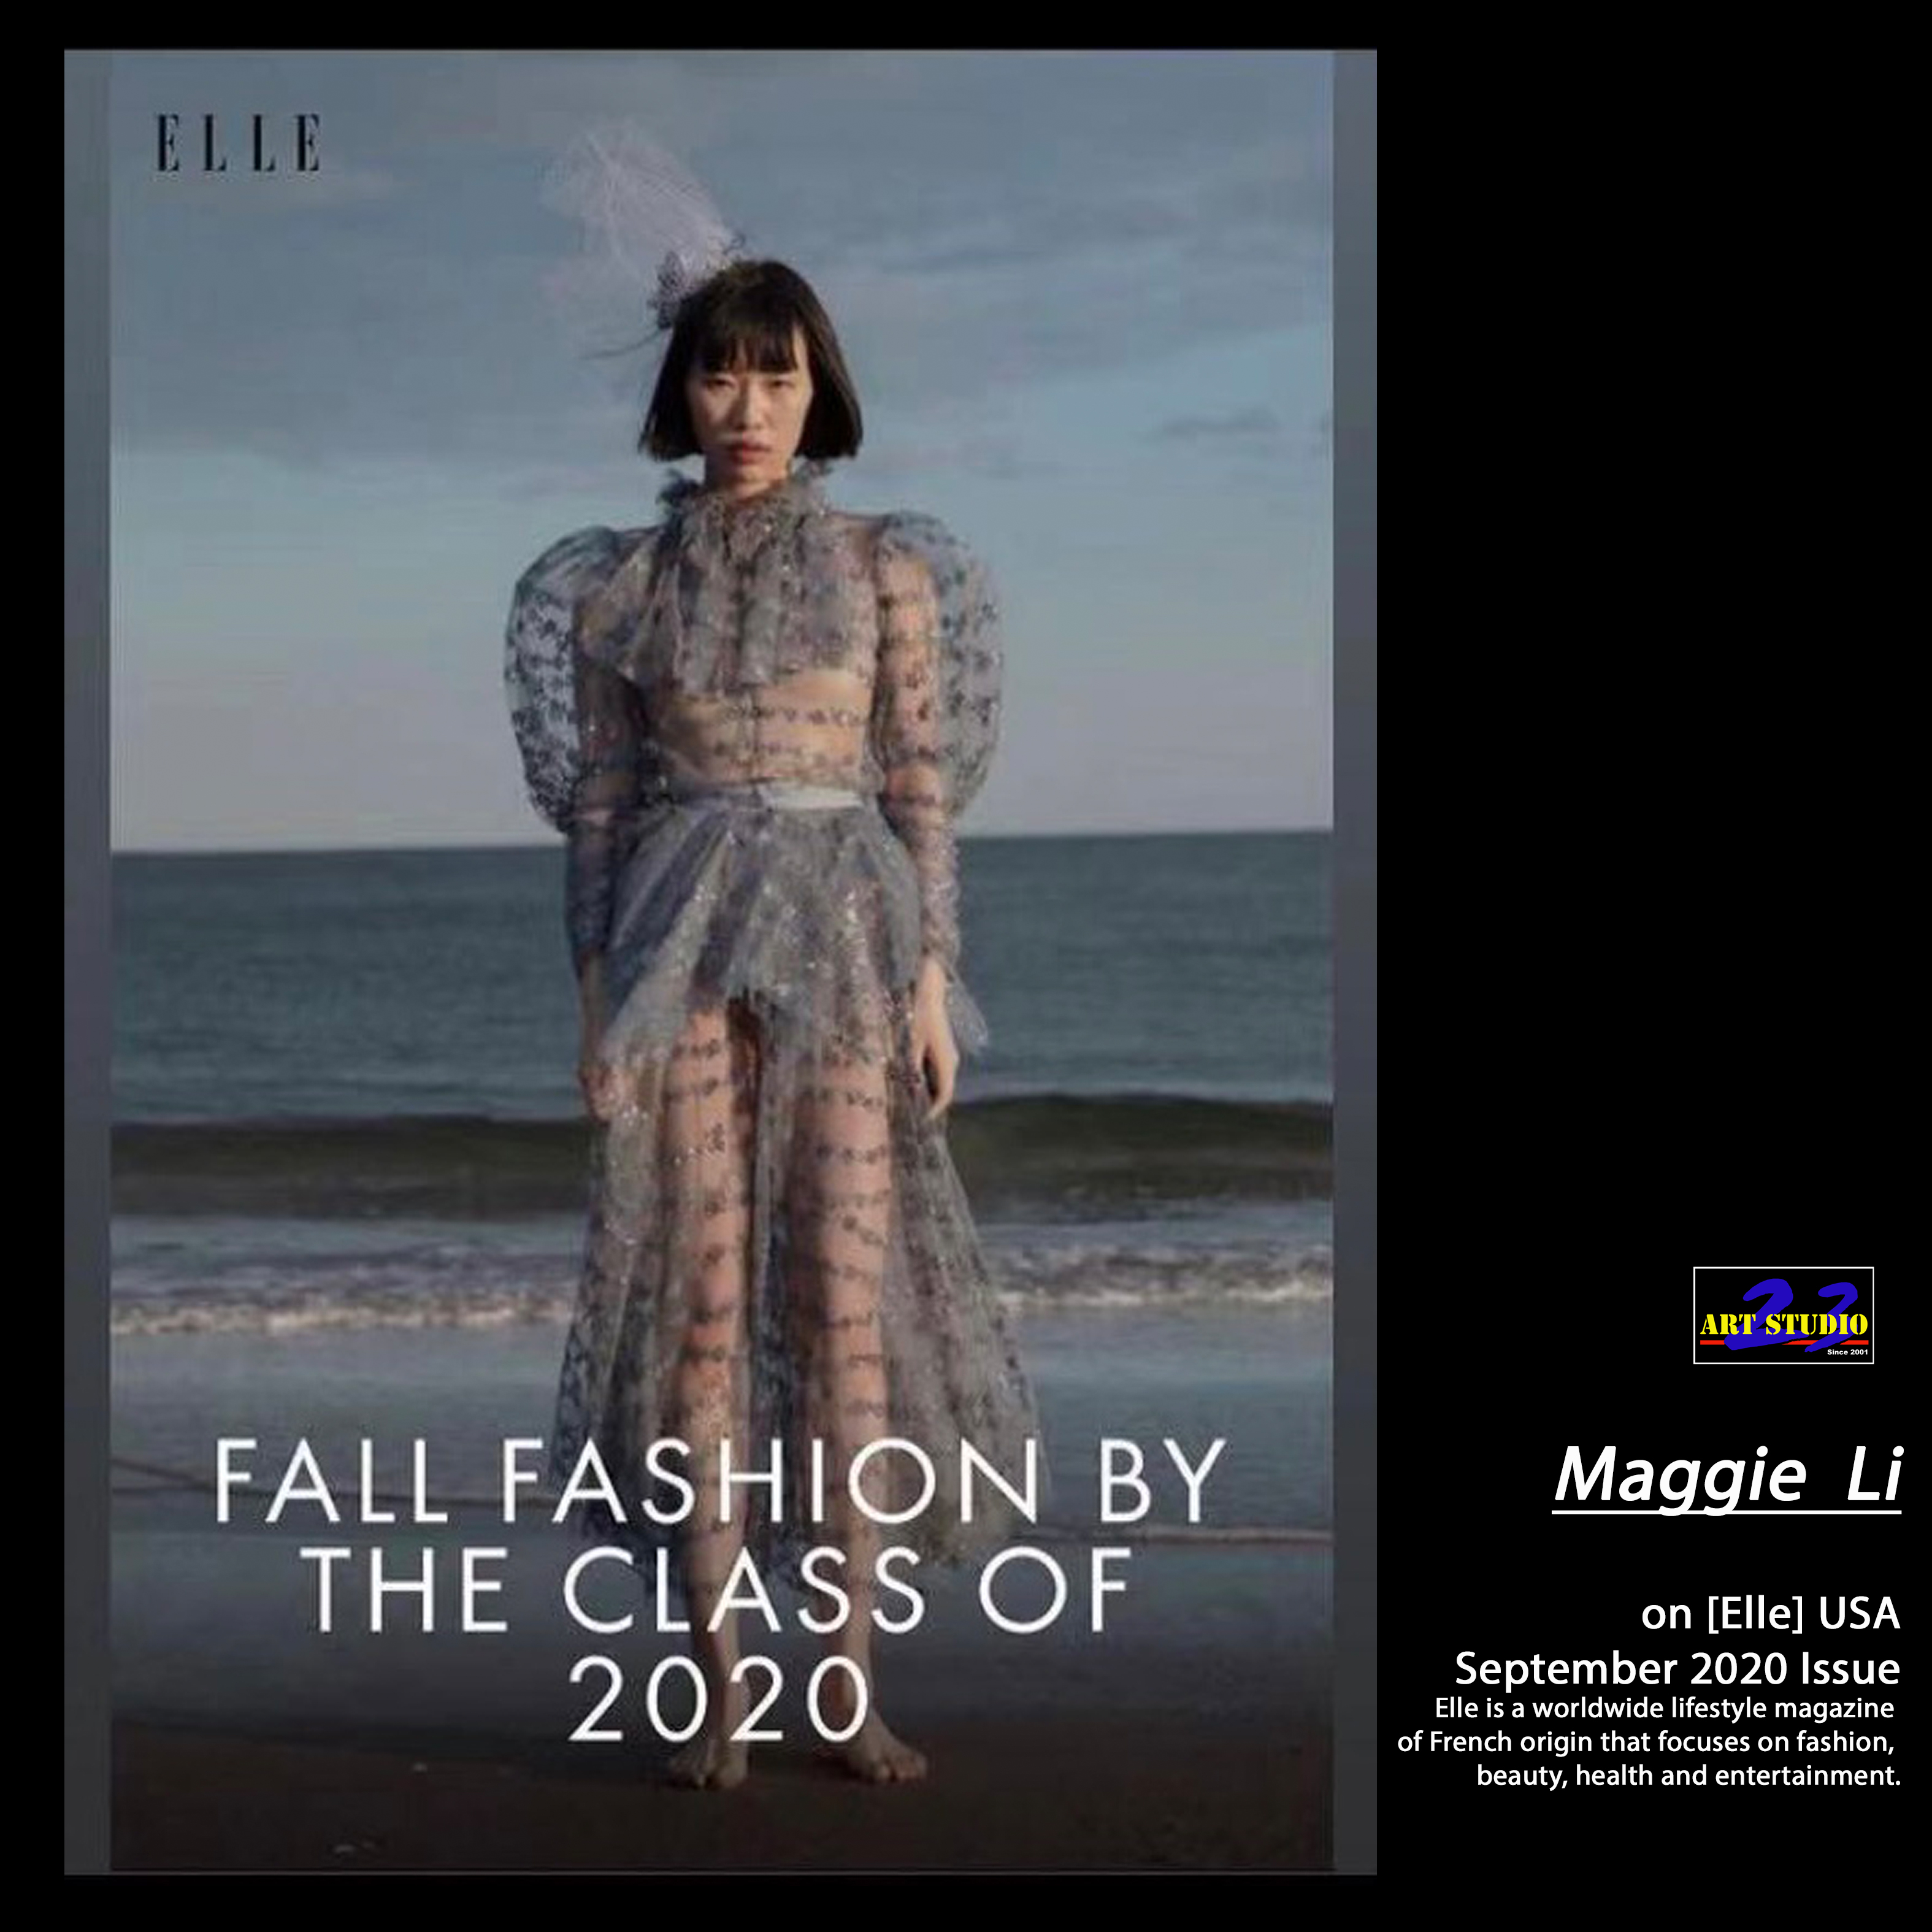 ELLE
FALL FASHION BY
THE CLASS OF
2020
23
ART STUDIO
Since 2001
Maggie Li
on [Elle] USA
September 2020 Issue
Elle is a worldwide lifestyle magazine
of French origin that focuses on fashion,
beauty, health and entertainment.